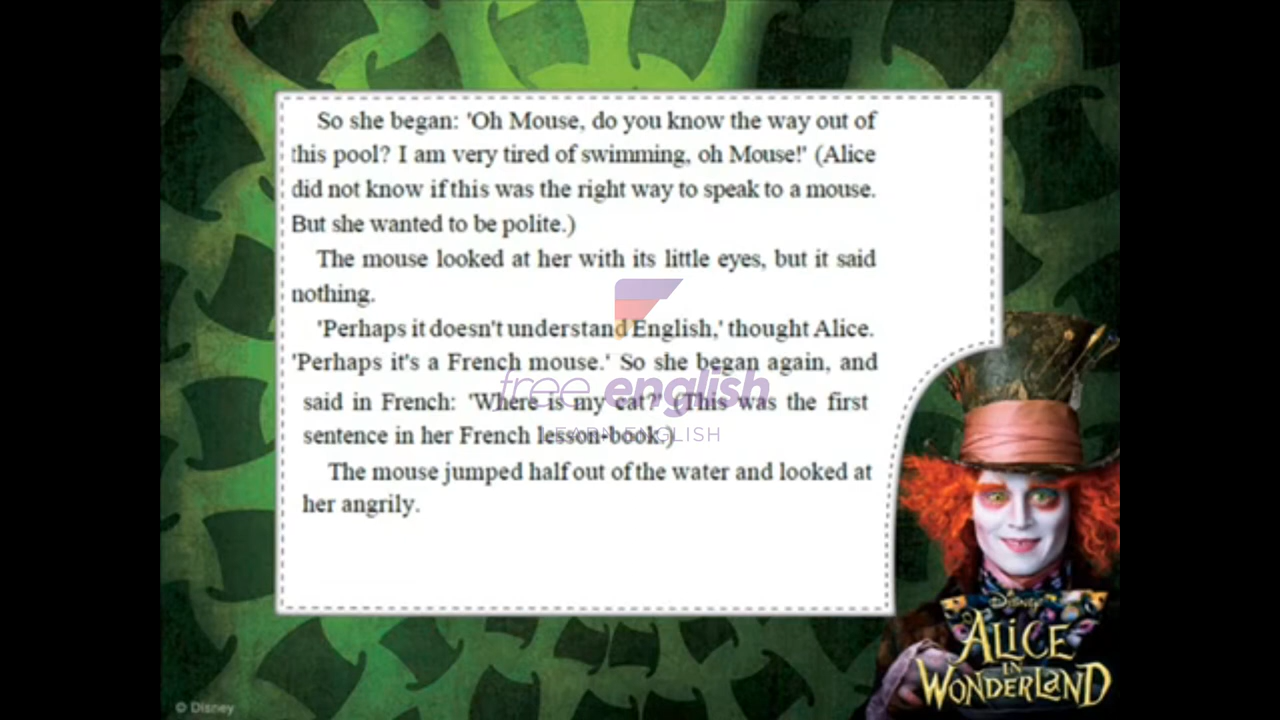 So she began: 'Oh Mouse, do you know the way out of
this pool? I am very tired of swimming, oh Mouse!' (Alice
did not know if this was the right way to speak to a mouse.
But she wanted to be polite.)
The mouse looked at her with its little eyes, but it said
nothing.
'Perhaps it doesn't understand English,' thought Alice.
'Perhaps it's a French mouse.' So she began again, and
said in French: 'Where is my cat?' (This was the first
sentence in her French lesson-book.)
The mouse jumped half out of the water and looked at
her angrily.
free english
LEARN ENGLISH
DISNEY
ALICE
IN
WONDERLAND
© Disney